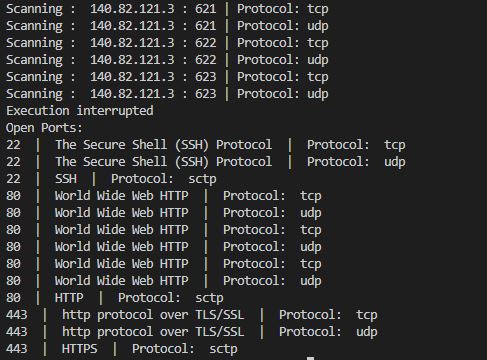 Scanning :  140.82.121.3 : 621 | Protocol: tcp
Scanning :  140.82.121.3 : 621 | Protocol: udp
Scanning :  140.82.121.3 : 622 | Protocol: tcp
Scanning :  140.82.121.3 : 622 | Protocol: udp
Scanning :  140.82.121.3 : 623 | Protocol: tcp
Scanning :  140.82.121.3 : 623 | Protocol: udp
Execution interrupted
Open Ports:
22  |  The Secure Shell (SSH) Protocol  |  Protocol:  tcp
22  |  The Secure Shell (SSH) Protocol  |  Protocol:  udp
22  |  SSH  |  Protocol:  sctp
80  |  World Wide Web HTTP  |  Protocol:  tcp
80  |  World Wide Web HTTP  |  Protocol:  udp
80  |  World Wide Web HTTP  |  Protocol:  tcp
80  |  World Wide Web HTTP  |  Protocol:  udp
80  |  World Wide Web HTTP  |  Protocol:  tcp
80  |  World Wide Web HTTP  |  Protocol:  udp
80  |  HTTP  |  Protocol:  sctp
443  |  http protocol over TLS/SSL  |  Protocol:  tcp
443  |  http protocol over TLS/SSL  |  Protocol:  udp
443  |  HTTPS  |  Protocol:  sctp